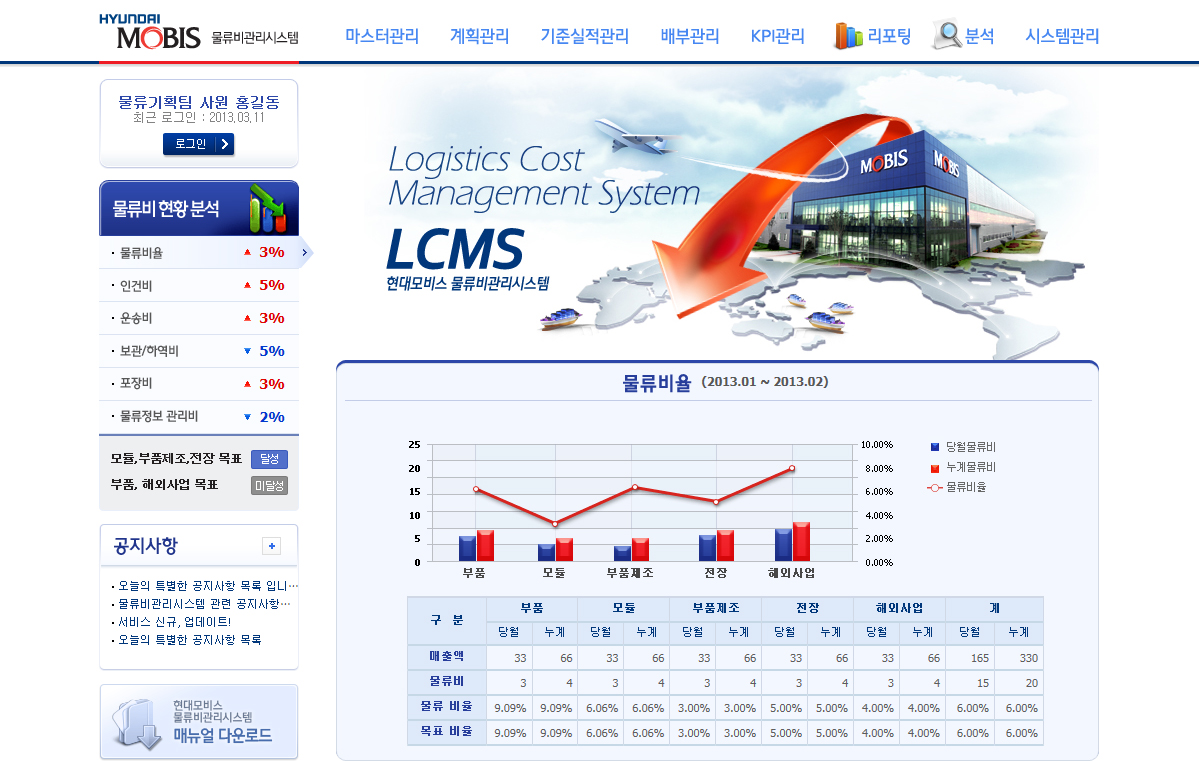 HYUNDAI
MOBIS 물류비관리시스템
마스터관리 계획관리 기준실적관리 배부관리 KPI관리 리포팅 분석 시스템관리
물류기획팀 사원 홍길동
최근 로그인 : 2013.03.11
로그인
물류비 현황 분석
· 물류비율 ▲ 3%
· 인건비 ▲ 5%
· 운송비 ▲ 3%
· 보관/하역비 ▼ 5%
· 포장비 ▲ 3%
· 물류정보 관리비 ▼ 2%
모듈,부품제조,전장 목표 달성
부품, 해외사업 목표 미달성
공지사항 +
· 오늘의 특별한 공지사항 목록 입니…
· 물류비관리시스템 관련 공지사항…
· 서비스 신규, 업데이트!
· 오늘의 특별한 공지사항 목록
현대모비스
물류비관리시스템
매뉴얼 다운로드
Logistics Cost
Management System
LCMS
현대모비스 물류비관리시스템
MOBIS MOBIS
물류비율 (2013.01 ~ 2013.02)
25 10.00%
20 8.00%
15 6.00%
10 4.00%
5 2.00%
0 0.00%
부품 모듈 부품제조 전장 해외사업
당월물류비
누계물류비
물류비율
구 분 부품 모듈 부품제조 전장 해외사업 계
당월 누계 당월 누계 당월 누계 당월 누계 당월 누계 당월 누계
매출액 33 66 33 66 33 66 33 66 33 66 165 330
물류비 3 4 3 4 3 4 3 4 3 4 15 20
물류 비율 9.09% 9.09% 6.06% 6.06% 3.00% 3.00% 5.00% 5.00% 4.00% 4.00% 6.00% 6.00%
목표 비율 9.09% 9.09% 6.06% 6.06% 3.00% 3.00% 5.00% 5.00% 4.00% 4.00% 6.00% 6.00%